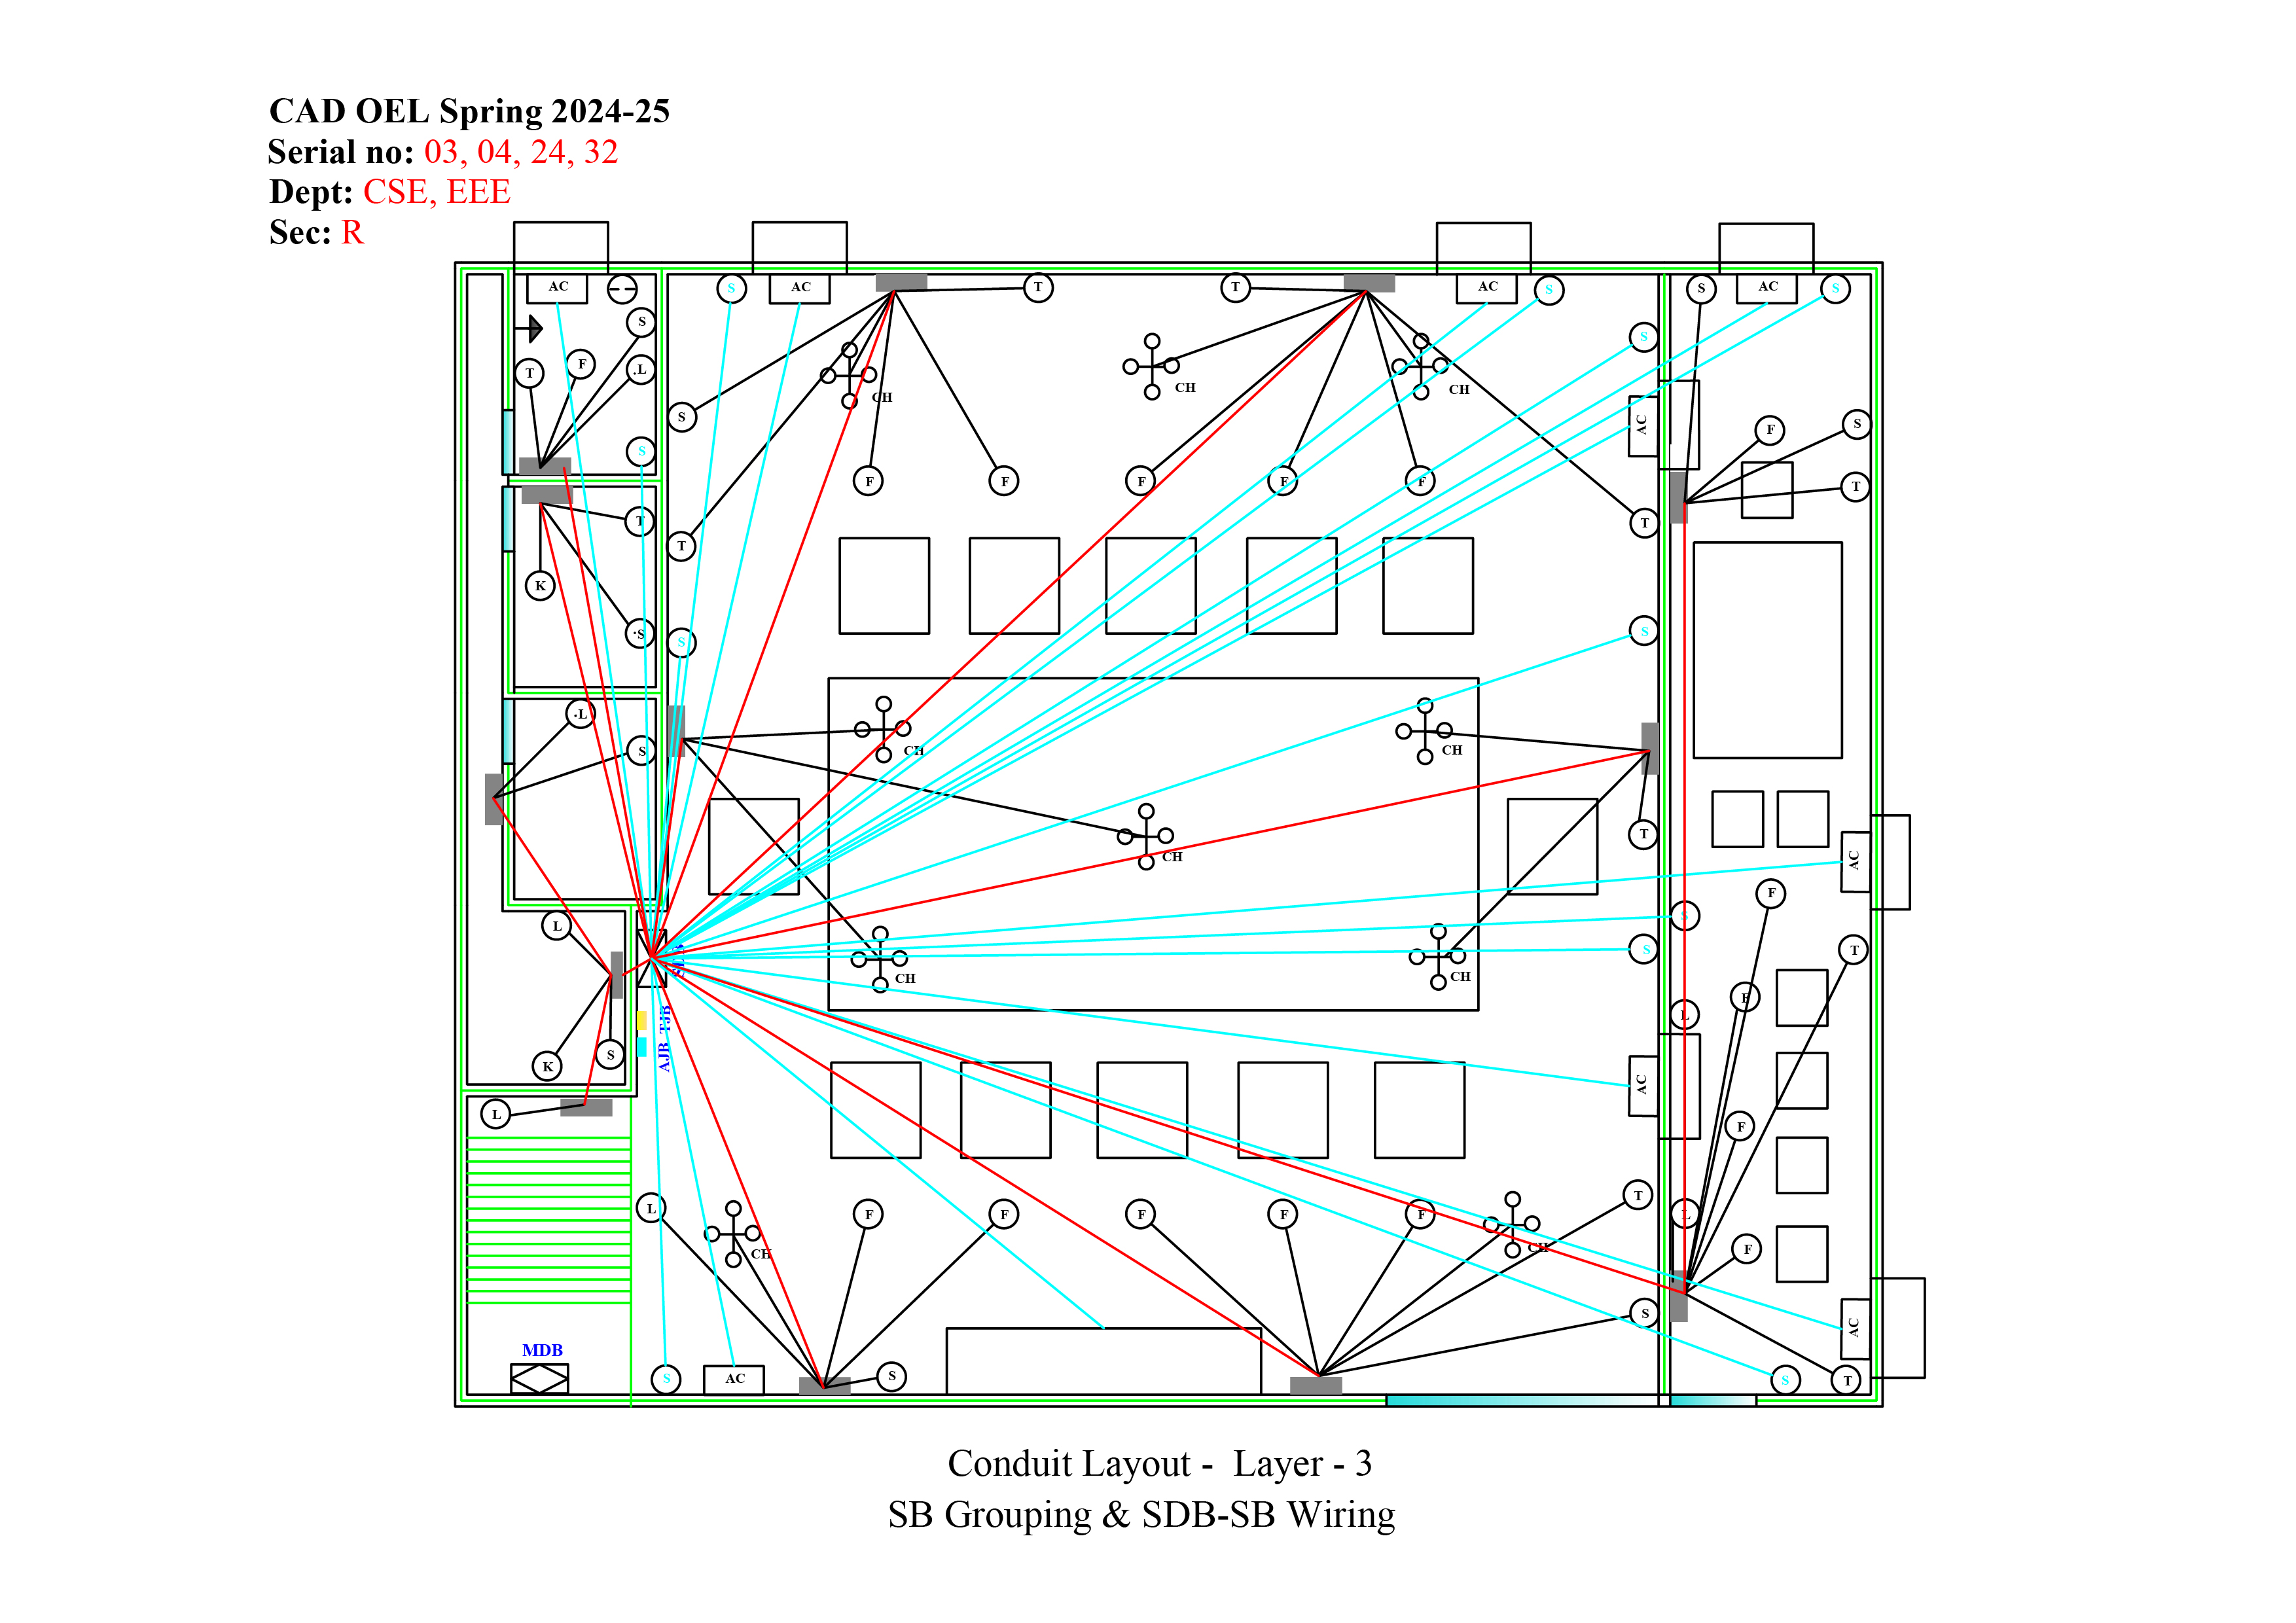 CAD OEL Spring 2024-25
Serial no: 03, 04, 24, 32
Dept: CSE, EEE
Sec: R
AC
S
AC
T
T
AC
S
S
AC
S
S
S
F
T
.L
CH
CH
CH
AC
S
F
S
S
F
F
F
F
F
T
T
T
T
K
.S
S
S
.L
S
CH
CH
T
CH
AC
F
L
S
S
T
CH
CH
F
L
AJB TJB
K
S
AC
L
F
T
L
F
F
F
F
F
L
CH
CH
F
S
MDB
AC
S
AC
S
S
T
Conduit Layout - Layer - 3
SB Grouping & SDB-SB Wiring